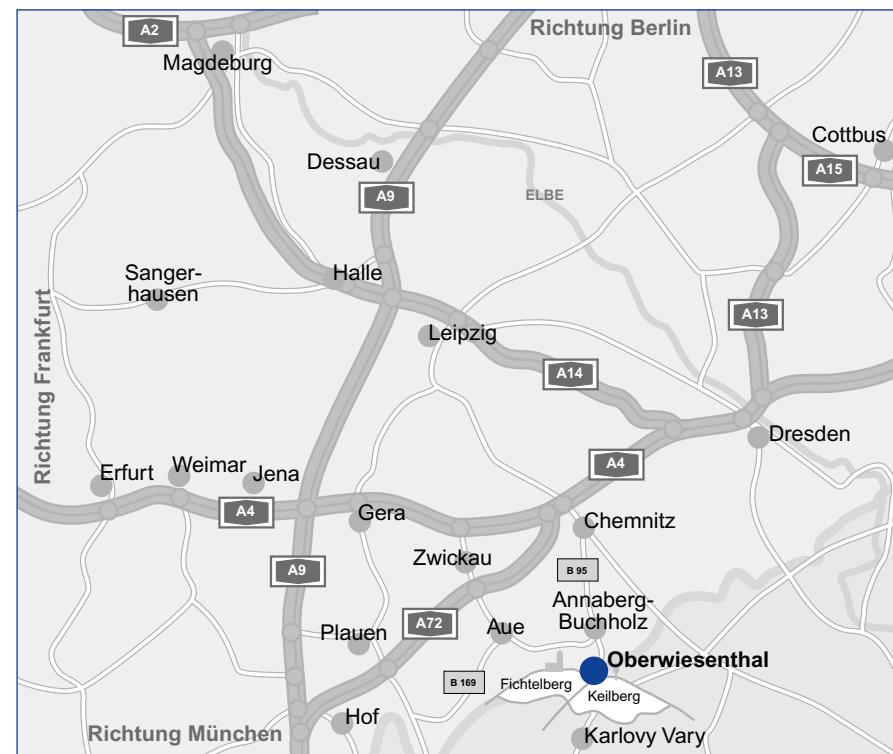 A2
Richtung Berlin
Magdeburg
A13
Cottbus
Dessau
A15
A9
ELBE
Sanger-
hausen
Halle
A13
Leipzig
Richtung Frankfurt
A14
Dresden
Erfurt
Weimar
Jena
A4
A4
Gera
Chemnitz
Zwickau
A9
B 95
Annaberg-
Buchholz
A72
Plauen
Aue
Oberwiesenthal
B 169
Fichtelberg
Keilberg
Richtung München
Hof
Karlovy Vary